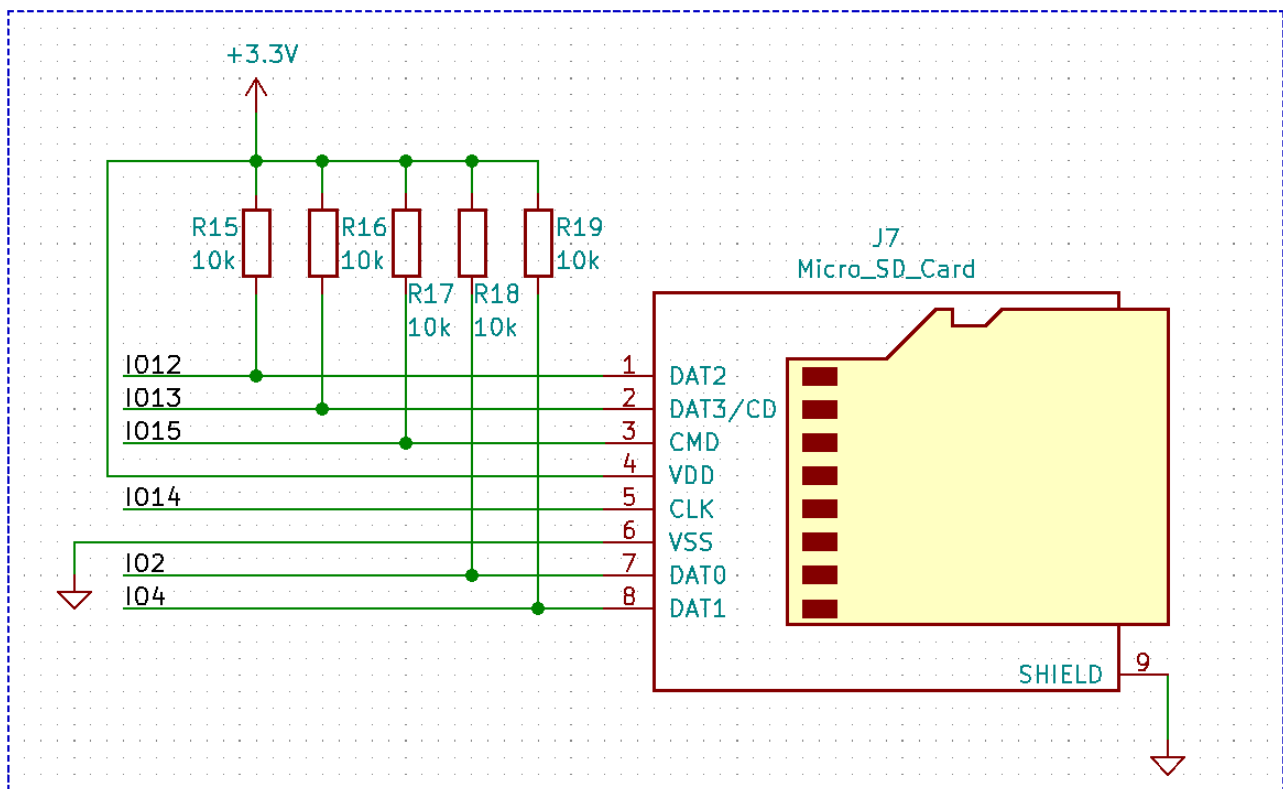 +3.3V
R15
10k
R16
10k
R17
10k
R18
10k
R19
10k
J7
Micro_SD_Card
IO12
IO13
IO15
IO14
IO2
IO4
1
2
3
4
5
6
7
8
DAT2
DAT3/CD
CMD
VDD
CLK
VSS
DAT0
DAT1
SHIELD
9